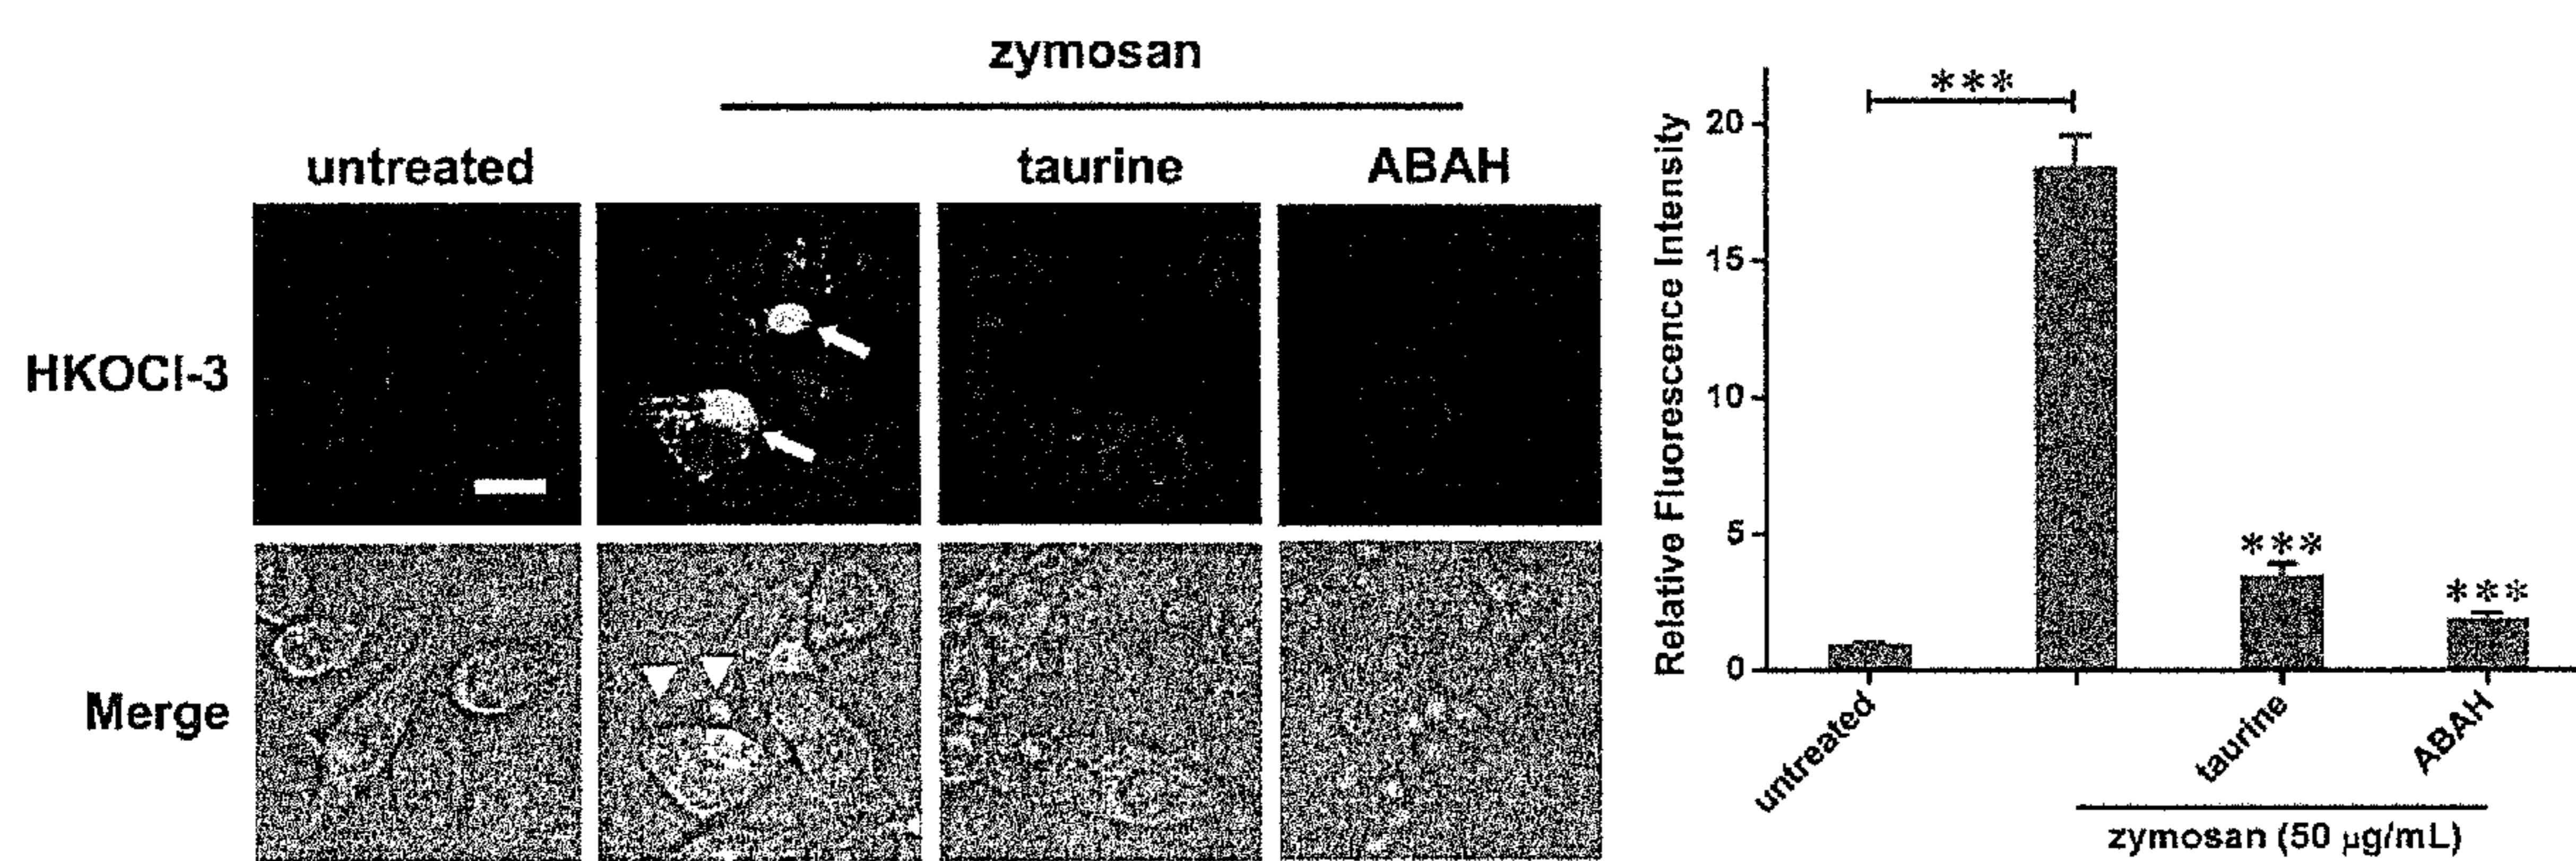 zymosan
untreated taurine ABAH
HKOCl-3
Merge
***
Relative Fluorescence Intensity
20
15
10
5
0
***
***
untreated
taurine
ABAH
zymosan (50 µg/mL)